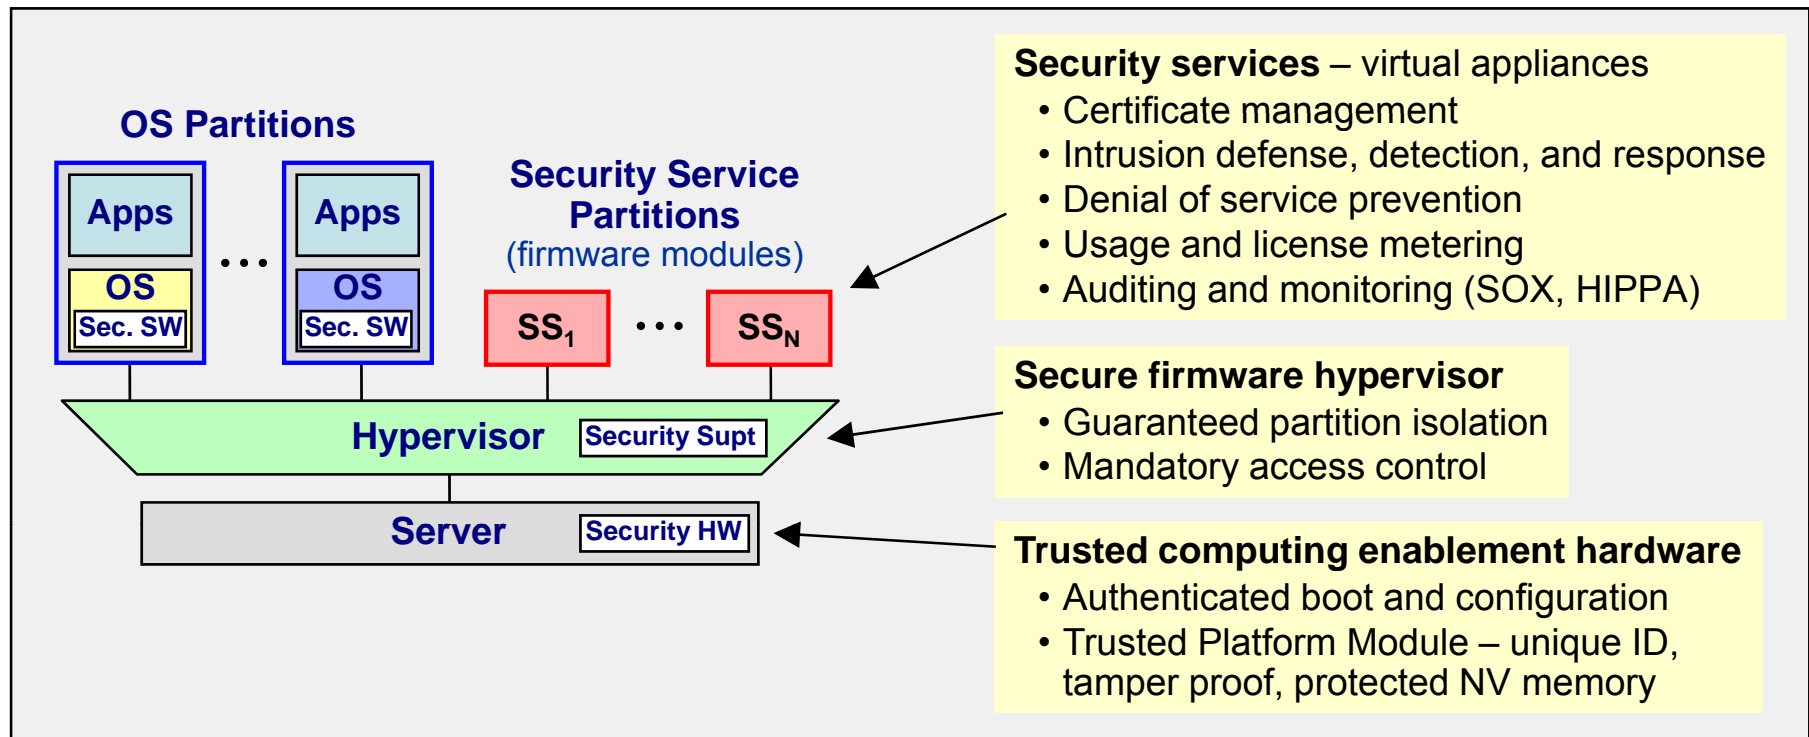 OS Partitions
Apps
OS
Sec. SW
...
Apps
OS
Sec. SW
Security Service
Partitions
(firmware modules)
SS1
...
SSN
Hypervisor
Security Supt
Server
Security HW
Security services – virtual appliances
• Certificate management
• Intrusion defense, detection, and response
• Denial of service prevention
• Usage and license metering
• Auditing and monitoring (SOX, HIPPA)
Secure firmware hypervisor
• Guaranteed partition isolation
• Mandatory access control
Trusted computing enablement hardware
• Authenticated boot and configuration
• Trusted Platform Module – unique ID,
tamper proof, protected NV memory